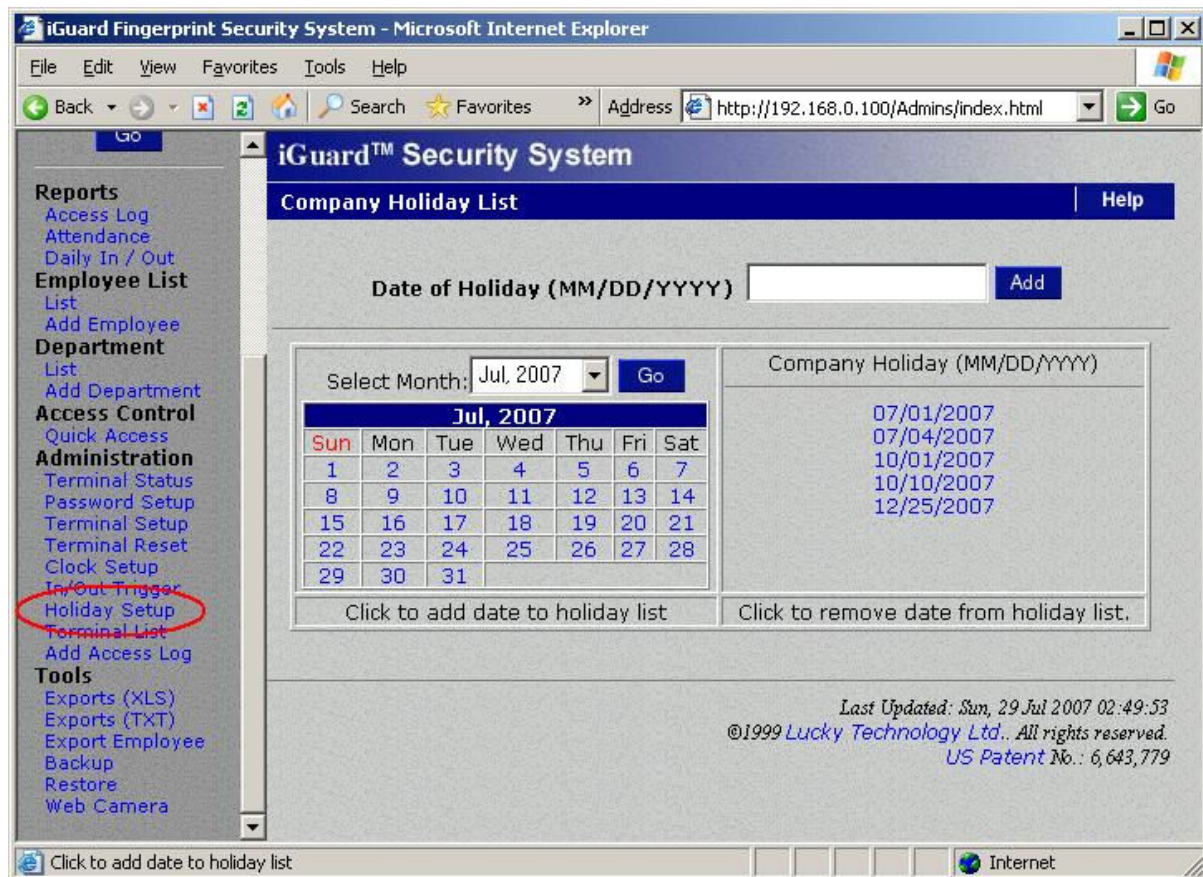 iGuard Fingerprint Security System - Microsoft Internet Explorer
File Edit View Favorites Tools Help
Back Search Favorites » Address http://192.168.0.100/Admins/index.html Go
Go
Reports
Access Log
Attendance
Daily In / Out
Employee List
List
Add Employee
Department
List
Add Department
Access Control
Quick Access
Administration
Terminal Status
Password Setup
Terminal Setup
Terminal Reset
Clock Setup
In/Out Trigger
Holiday Setup
Terminal List
Add Access Log
Tools
Exports (XLS)
Exports (TXT)
Export Employee
Backup
Restore
Web Camera
iGuard™ Security System
Company Holiday List Help
Date of Holiday (MM/DD/YYYY) Add
Select Month: Jul, 2007 Go
Jul, 2007
Sun Mon Tue Wed Thu Fri Sat
1 2 3 4 5 6 7
8 9 10 11 12 13 14
15 16 17 18 19 20 21
22 23 24 25 26 27 28
29 30 31
Click to add date to holiday list
Company Holiday (MM/DD/YYYY)
07/01/2007
07/04/2007
10/01/2007
10/10/2007
12/25/2007
Click to remove date from holiday list.
Last Updated: Sun, 29 Jul 2007 02:49:53
©1999 Lucky Technology Ltd.. All rights reserved.
US Patent No.: 6,643,779
Click to add date to holiday list Internet